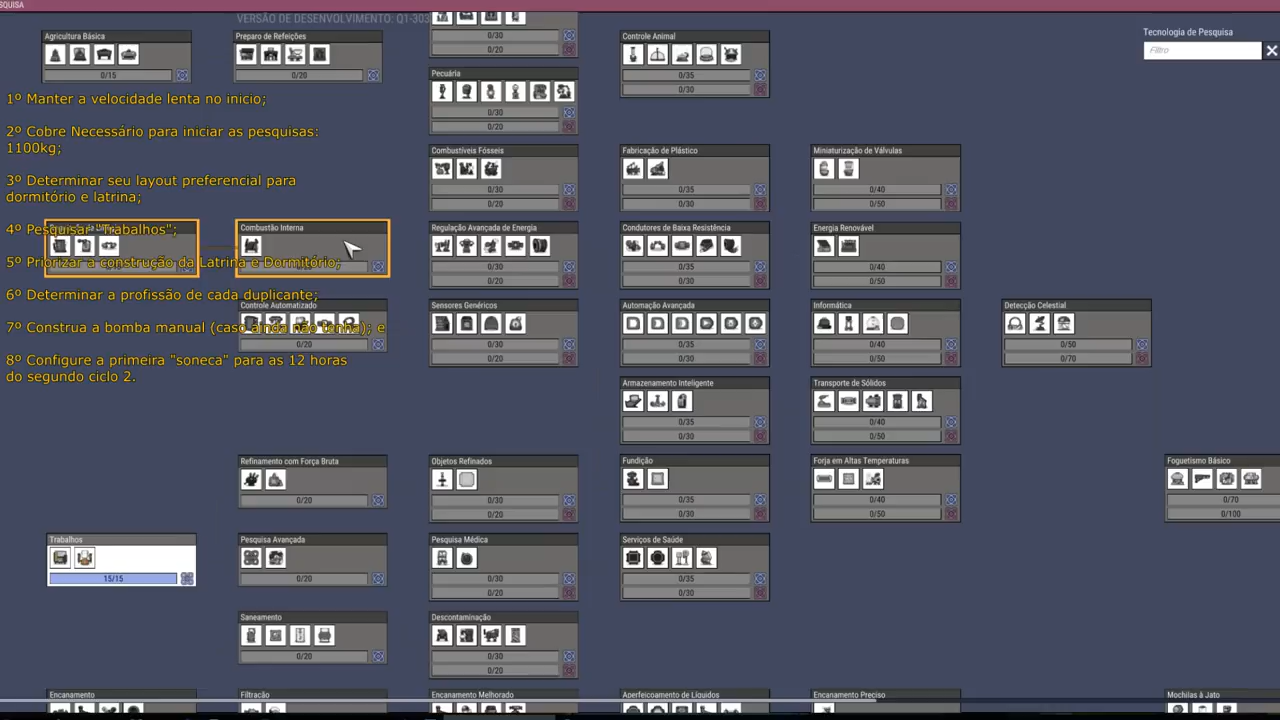 PESQUISA
VERSÃO DE DESENVOLVIMENTO: Q1-303
Tecnologia de Pesquisa
Filtro
Agricultura Básica
0/15
Preparo de Refeições
0/20
0/30
0/20
Controle Animal
0/35
0/30
Pecuária
0/30
0/20
1º Manter a velocidade lenta no inicio;
2º Cobre Necessário para iniciar as pesquisas:
1100kg;
3º Determinar seu layout preferencial para
dormitório e latrina;
4º Pesquisar "Trabalhos";
5º Priorizar a construção da Latrina e Dormitório;
6º Determinar a profissão de cada duplicante;
7º Construa a bomba manual (caso ainda não tenha); e
8º Configure a primeira "soneca" para as 12 horas
do segundo ciclo 2.
Combustíveis Fósseis
0/30
0/20
Fabricação de Plástico
0/35
0/30
Miniaturização de Válvulas
0/40
0/50
Combustão Interna
Regulação Avançada de Energia
0/30
0/20
Condutores de Baixa Resistência
0/35
0/30
Energia Renovável
0/40
0/50
Controle Automatizado
0/20
Sensores Genéricos
0/30
0/20
Automação Avançada
0/35
0/30
Informática
0/40
0/50
Detecção Celestial
0/50
0/70
Armazenamento Inteligente
0/35
0/30
Transporte de Sólidos
0/40
0/50
Refinamento com Força Bruta
0/20
Objetos Refinados
0/30
0/20
Fundição
0/35
0/30
Forja em Altas Temperaturas
0/40
0/50
Foguetismo Básico
0/70
0/100
Trabalhos
15/15
Pesquisa Avançada
0/20
Pesquisa Médica
0/30
0/20
Serviços de Saúde
0/35
0/30
Saneamento
0/20
Descontaminação
0/30
0/20
Encanamento
Filtração
Encanamento Melhorado
Aperfeicoamento de Líquidos
Encanamento Preciso
Mochilas à Jato